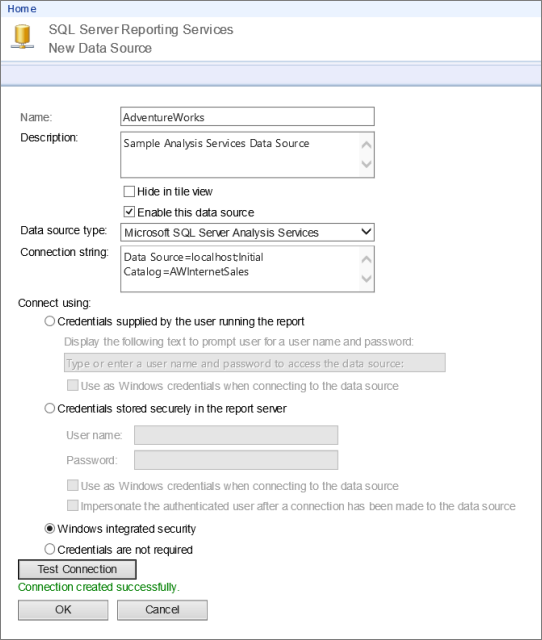 Home
SQL Server Reporting Services
New Data Source
Name:
AdventureWorks
Description:
Sample Analysis Services Data Source
Hide in tile view
Enable this data source
Data source type:
Microsoft SQL Server Analysis Services
Connection string:
Data Source=localhost;Initial
Catalog=AWInternetSales
Connect using:
Credentials supplied by the user running the report
Display the following text to prompt user for a user name and password:
Type or enter a user name and password to access the data source:
Use as Windows credentials when connecting to the data source
Credentials stored securely in the report server
User name:
Password:
Use as Windows credentials when connecting to the data source
Impersonate the authenticated user after a connection has been made to the data source
Windows integrated security
Credentials are not required
Test Connection
Connection created successfully.
OK
Cancel